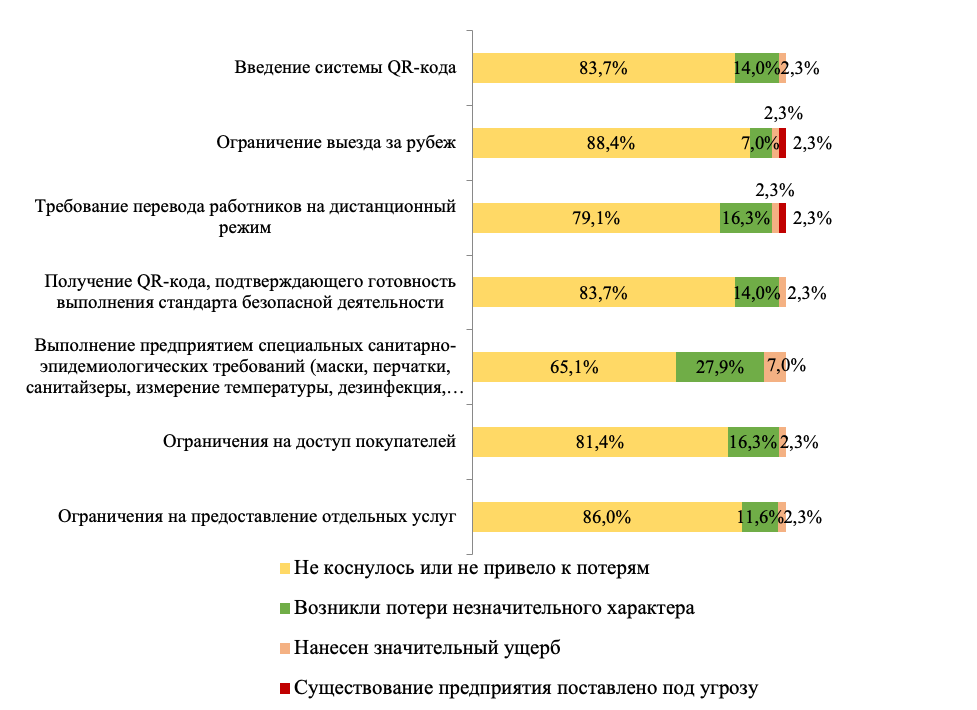 Введение системы QR-кода
83,7% 14,0% 2,3%
2,3%
Ограничение выезда за рубеж
88,4% 7,0% 2,3%
2,3%
Требование перевода работников на дистанционный
режим
79,1% 16,3% 2,3%
Получение QR-кода, подтверждающего готовность
выполнения стандарта безопасной деятельности
83,7% 14,0% 2,3%
Выполнение предприятием специальных санитарно-
эпидемиологических требований (маски, перчатки,
санитайзеры, измерение температуры, дезинфекция,…
65,1% 27,9% 7,0%
Ограничения на доступ покупателей
81,4% 16,3% 2,3%
Ограничения на предоставление отдельных услуг
86,0% 11,6% 2,3%
Не коснулось или не привело к потерям
Возникли потери незначительного характера
Нанесен значительный ущерб
Существование предприятия поставлено под угрозу